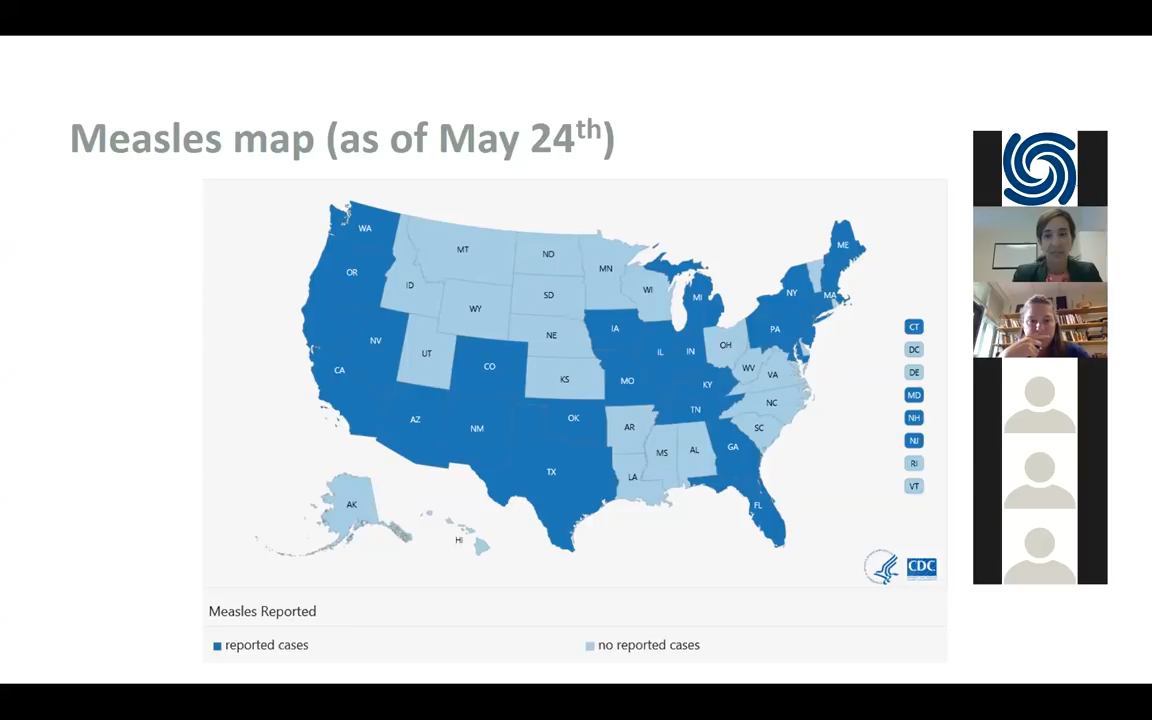 Measles map (as of May 24th)
WA
MT
ND
MN
ME
OR
ID
SD
WI
MI
NY
MA
WY
NE
IA
PA
NV
UT
CO
IL
IN
OH
CA
KS
MO
KY
WV
VA
AZ
NM
OK
TN
NC
AR
SC
TX
MS
AL
GA
LA
FL
AK
HI
CT
DC
DE
MD
NH
NJ
RI
VT
CDC
Measles Reported
reported cases
no reported cases